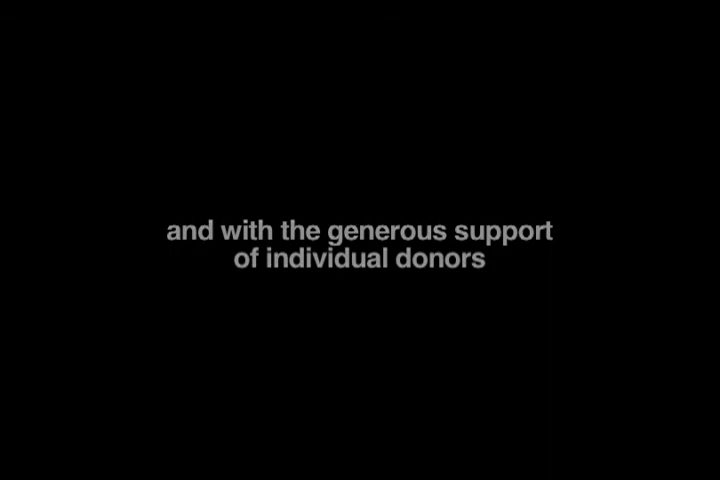 and with the generous support
of individual donors